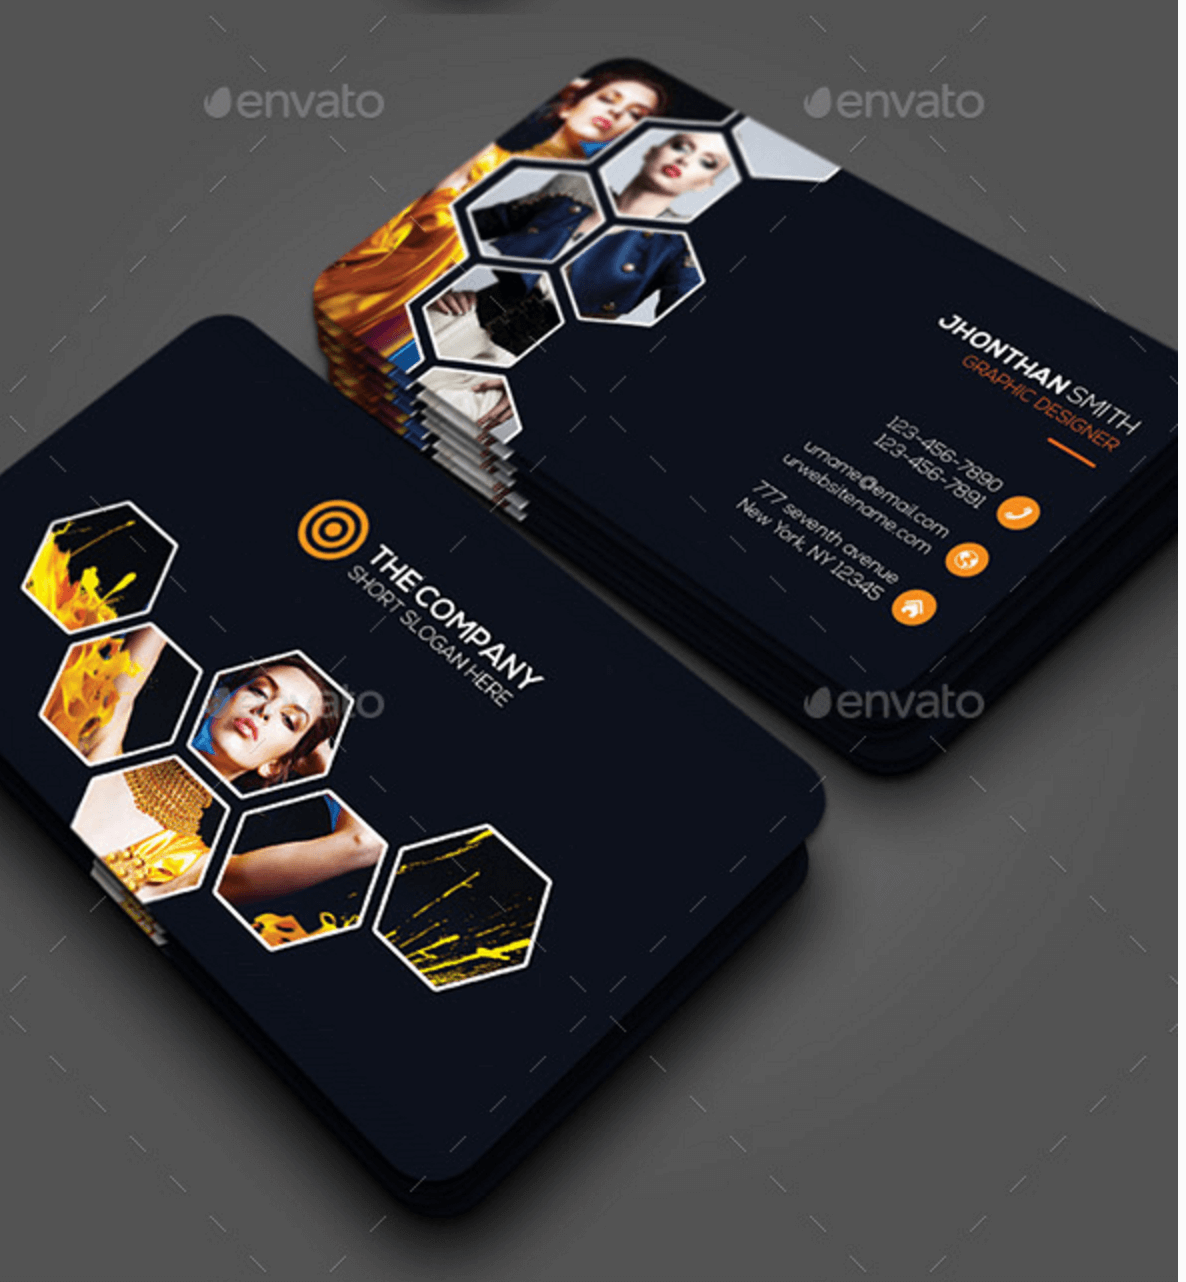 envato
envato
JHONTHAN SMITH
GRAPHIC DESIGNER
123-456-7890
123-456-7891
urname@email.com
urwebsitename.com
777 seventh avenue
New York, NY 12345
THE COMPANY
SHORT SLOGAN HERE
envato
envato